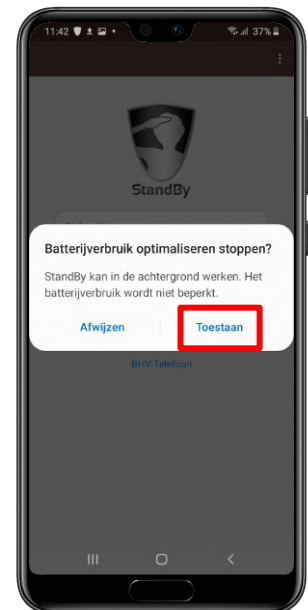 11:42 37%
StandBy
Batterijverbruik optimaliseren stoppen?
StandBy kan in de achtergrond werken. Het
batterijverbruik wordt niet beperkt.
Afwijzen Toestaan
BHV Telefoon